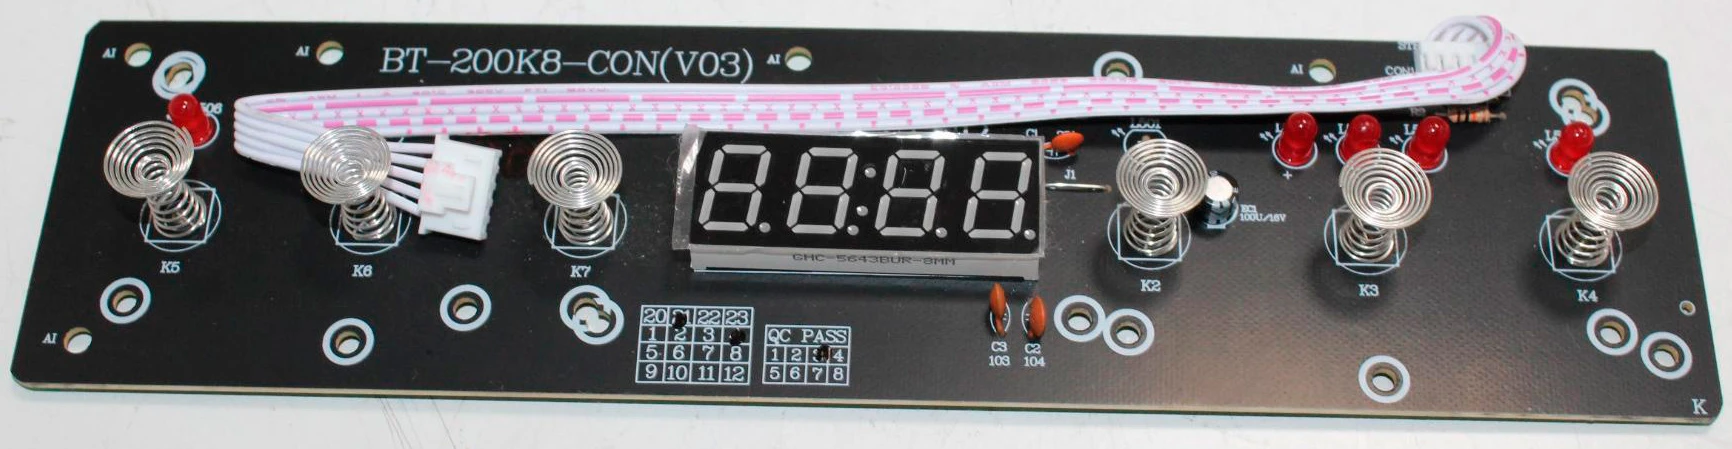 BT-200K8-CON(V03)
AI
AI
AI
AI
K5
K6
K7
GMC-5643BUR-8MM
J1
K2
EC1
100U/16V
K3
K4
AI
20 21 22 23
1 2 3
5 6 7 8
9 10 11 12
QC PASS
1 2 3 4
5 6 7 8
C3
103
C2
104
K